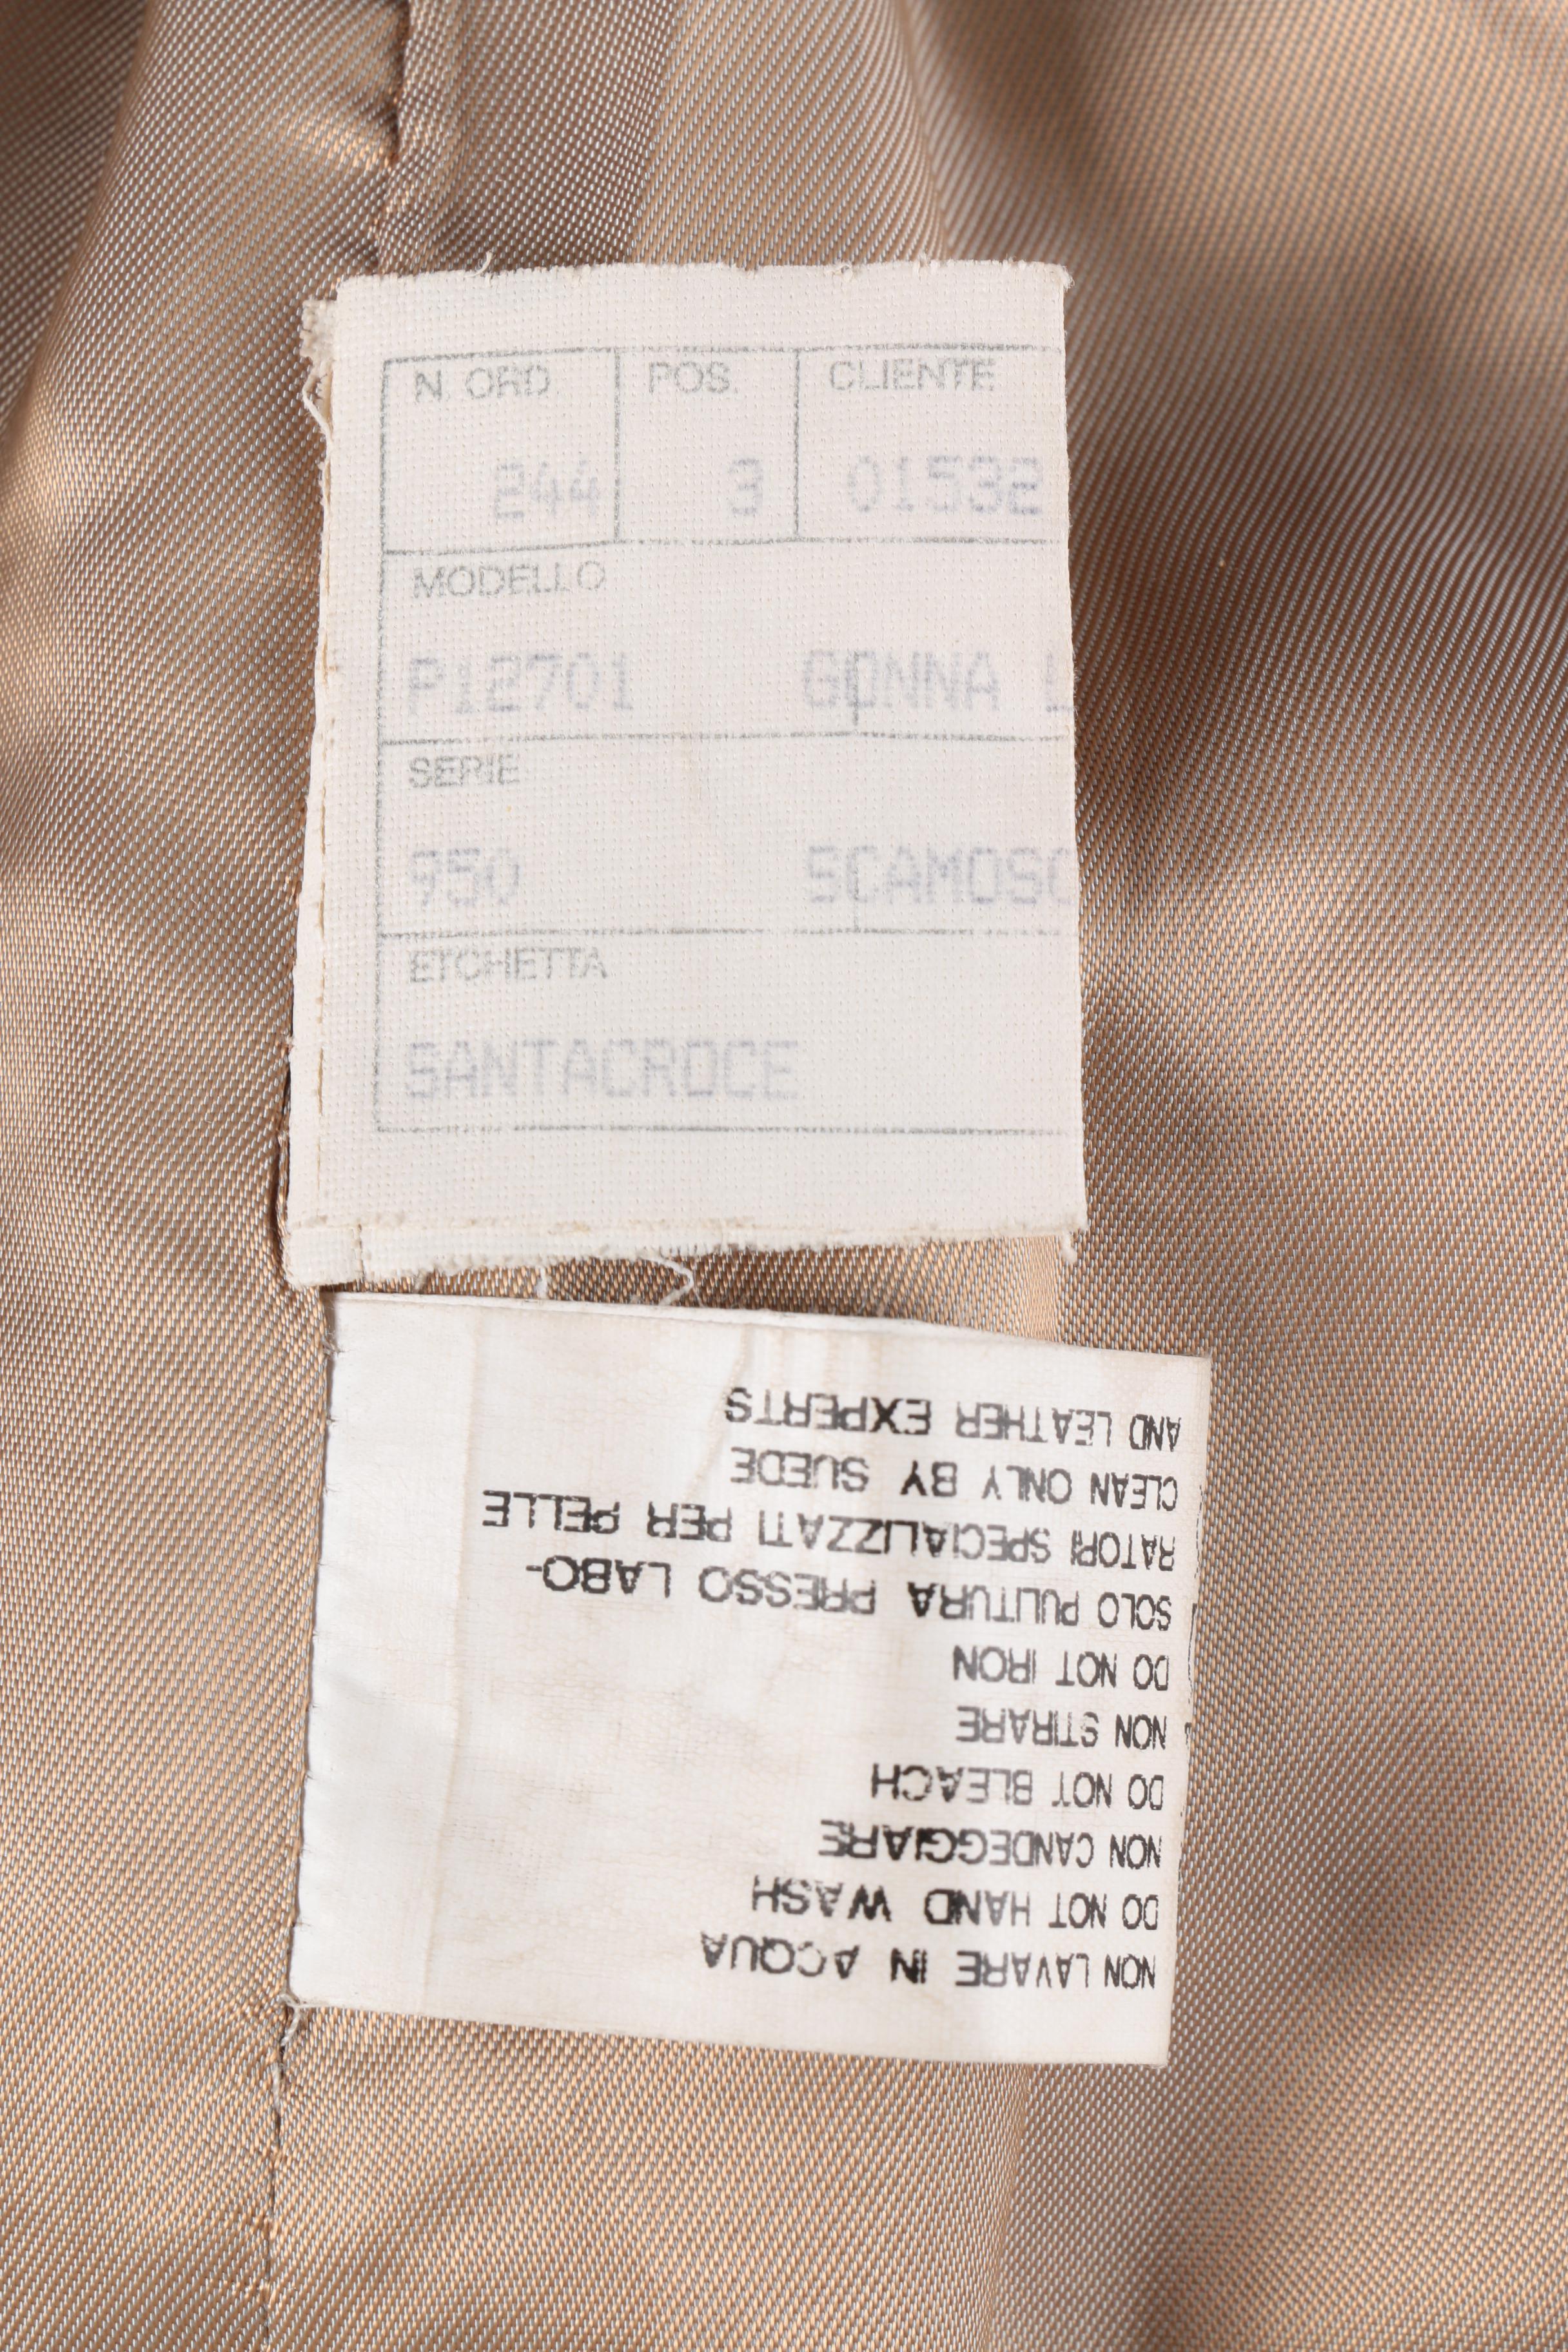 N. ORD POS. CLIENTE
244 3 01532
MODELLO
P12701 GONNA L
SERIE
950 SCAMOSC
ETICHETTA
SANTACROCE
NON LAVARE IN ACQUA
DO NOT HAND WASH
NON CANDEGGIARE
DO NOT BLEACH
NON STIRARE
DO NOT IRON
SOLO PULITURA PRESSO LABO-
RATORI SPECIALIZZATI PER PELLE
CLEAN ONLY BY SUEDE
AND LEATHER EXPERTS